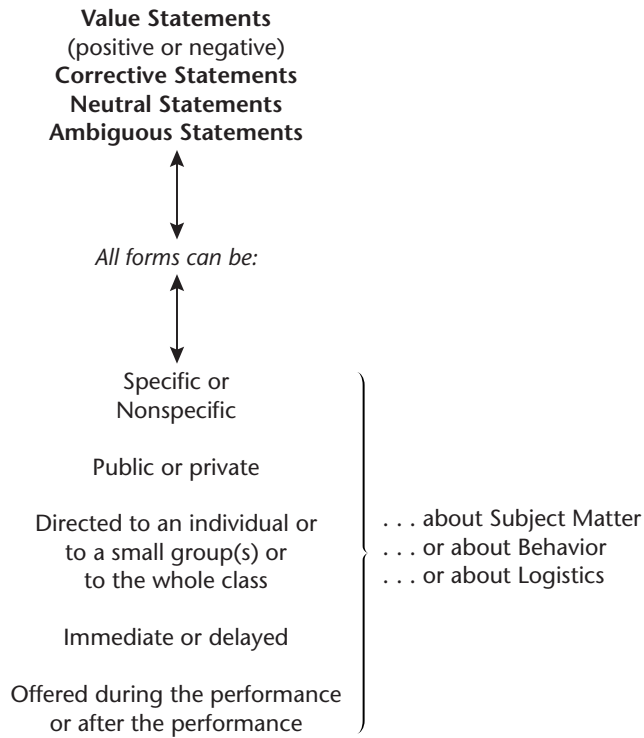 Value Statements
(positive or negative)
Corrective Statements
Neutral Statements
Ambiguous Statements
All forms can be:
Specific or
Nonspecific
Public or private
Directed to an individual or
to a small group(s) or
to the whole class
Immediate or delayed
Offered during the performance
or after the performance
. . . about Subject Matter
. . . or about Behavior
. . . or about Logistics